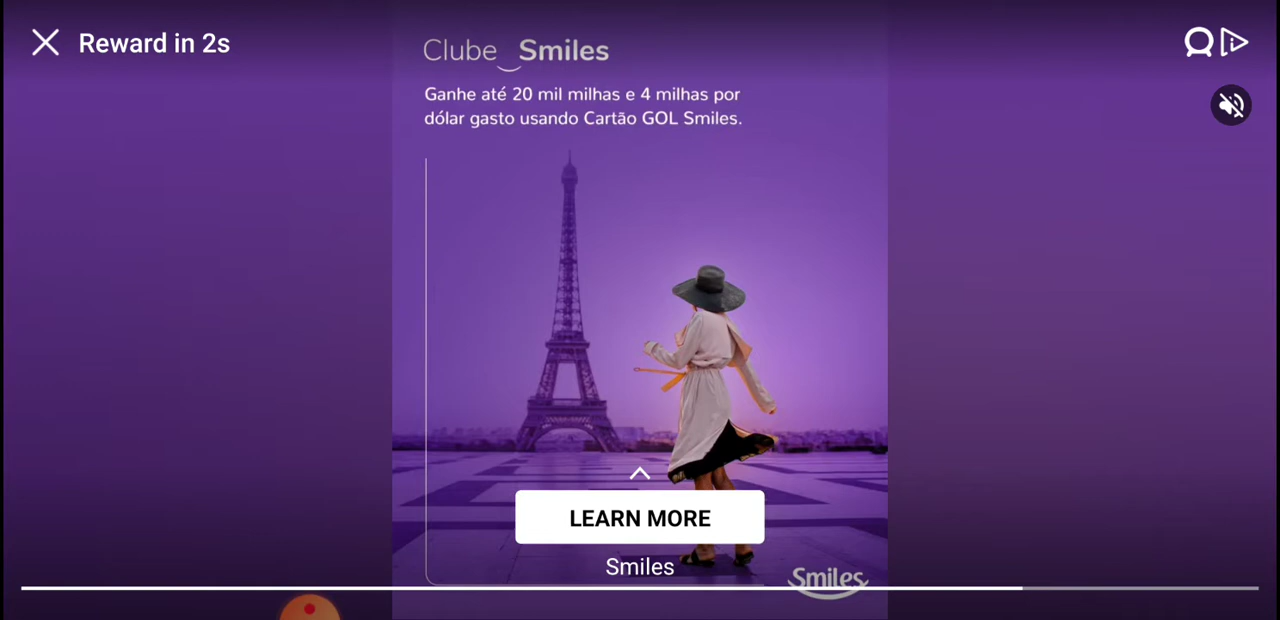 Reward in 2s
Clube Smiles
Ganhe até 20 mil milhas e 4 milhas por
dólar gasto usando Cartão GOL Smiles.
LEARN MORE
Smiles
Smiles